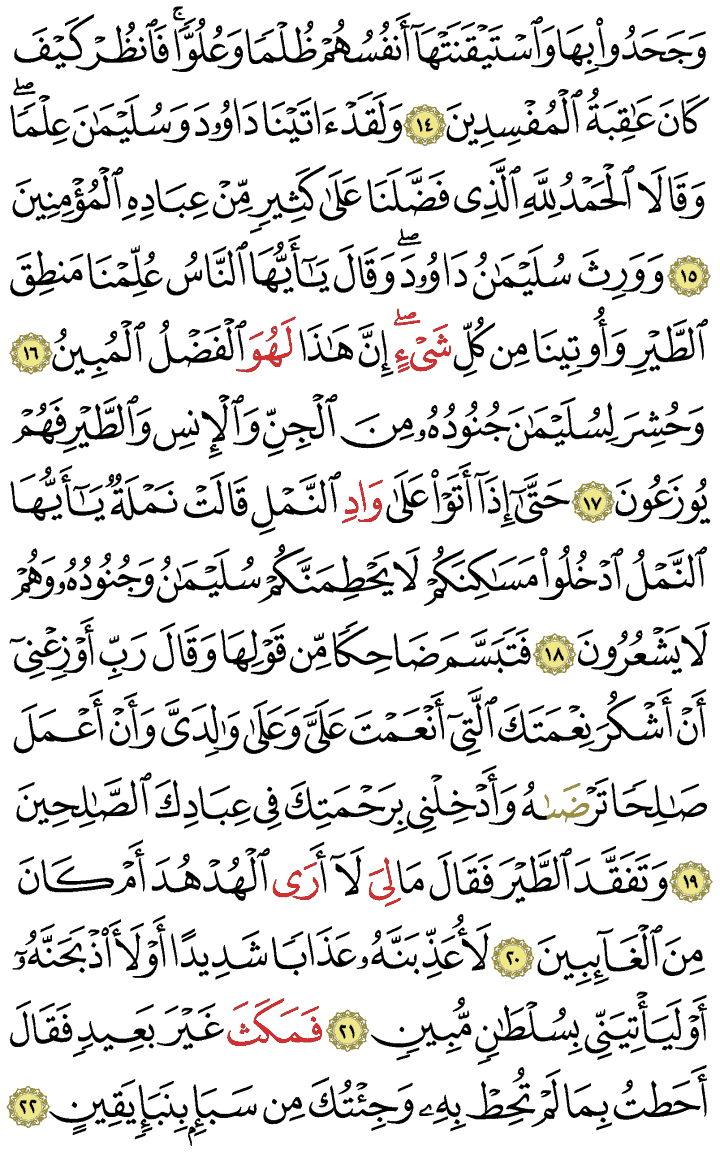 وَجَحَدُوا۟ بِهَا وَٱسْتَيْقَنَتْهَآ أَنفُسُهُمْ ظُلْمًا وَعُلُوًّا ۚ فَٱنظُرْ كَيْفَ
كَانَ عَـٰقِبَةُ ٱلْمُفْسِدِينَ ١٤ وَلَقَدْ ءَاتَيْنَا دَاوُۥدَ وَسُلَيْمَـٰنَ عِلْمًا ۖ
وَقَالَا ٱلْحَمْدُ لِلَّهِ ٱلَّذِى فَضَّلَنَا عَلَىٰ كَثِيرٍ مِّنْ عِبَادِهِ ٱلْمُؤْمِنِينَ
١٥ وَوَرِثَ سُلَيْمَـٰنُ دَاوُۥدَ ۖ وَقَالَ يَـٰٓأَيُّهَا ٱلنَّاسُ عُلِّمْنَا مَنطِقَ
ٱلطَّيْرِ وَأُوتِينَا مِن كُلِّ شَىْءٍ ۖ إِنَّ هَـٰذَا لَهُوَ ٱلْفَضْلُ ٱلْمُبِينُ ١٦
وَحُشِرَ لِسُلَيْمَـٰنَ جُنُودُهُۥ مِنَ ٱلْجِنِّ وَٱلْإِنسِ وَٱلطَّيْرِ فَهُمْ
يُوزَعُونَ ١٧ حَتَّىٰٓ إِذَآ أَتَوْا۟ عَلَىٰ وَادِ ٱلنَّمْلِ قَالَتْ نَمْلَةٌ يَـٰٓأَيُّهَا
ٱلنَّمْلُ ٱدْخُلُوا۟ مَسَـٰكِنَكُمْ لَا يَحْطِمَنَّكُمْ سُلَيْمَـٰنُ وَجُنُودُهُۥ وَهُمْ
لَا يَشْعُرُونَ ١٨ فَتَبَسَّمَ ضَاحِكًا مِّن قَوْلِهَا وَقَالَ رَبِّ أَوْزِعْنِىٓ
أَنْ أَشْكُرَ نِعْمَتَكَ ٱلَّتِىٓ أَنْعَمْتَ عَلَىَّ وَعَلَىٰ وَٰلِدَىَّ وَأَنْ أَعْمَلَ
صَـٰلِحًا تَرْضَىٰهُ وَأَدْخِلْنِى بِرَحْمَتِكَ فِى عِبَادِكَ ٱلصَّـٰلِحِينَ
١٩ وَتَفَقَّدَ ٱلطَّيْرَ فَقَالَ مَا لِىَ لَآ أَرَى ٱلْهُدْهُدَ أَمْ كَانَ
مِنَ ٱلْغَآئِبِينَ ٢٠ لَأُعَذِّبَنَّهُۥ عَذَابًا شَدِيدًا أَوْ لَأَا۟ذْبَحَنَّهُۥٓ
أَوْ لَيَأْتِيَنِّى بِسُلْطَـٰنٍ مُّبِينٍ ٢١ فَمَكَثَ غَيْرَ بَعِيدٍ فَقَالَ
أَحَطتُ بِمَا لَمْ تُحِطْ بِهِۦ وَجِئْتُكَ مِن سَبَإٍۭ بِنَبَإٍ يَقِينٍ ٢٢